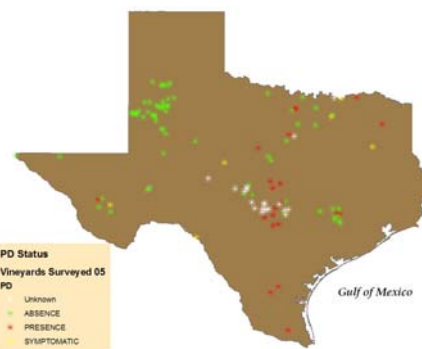 Gulf of Mexico
PD Status
Vineyards Surveyed 05
PD
Unknown
ABSENCE
PRESENCE
SYMPTOMATIC